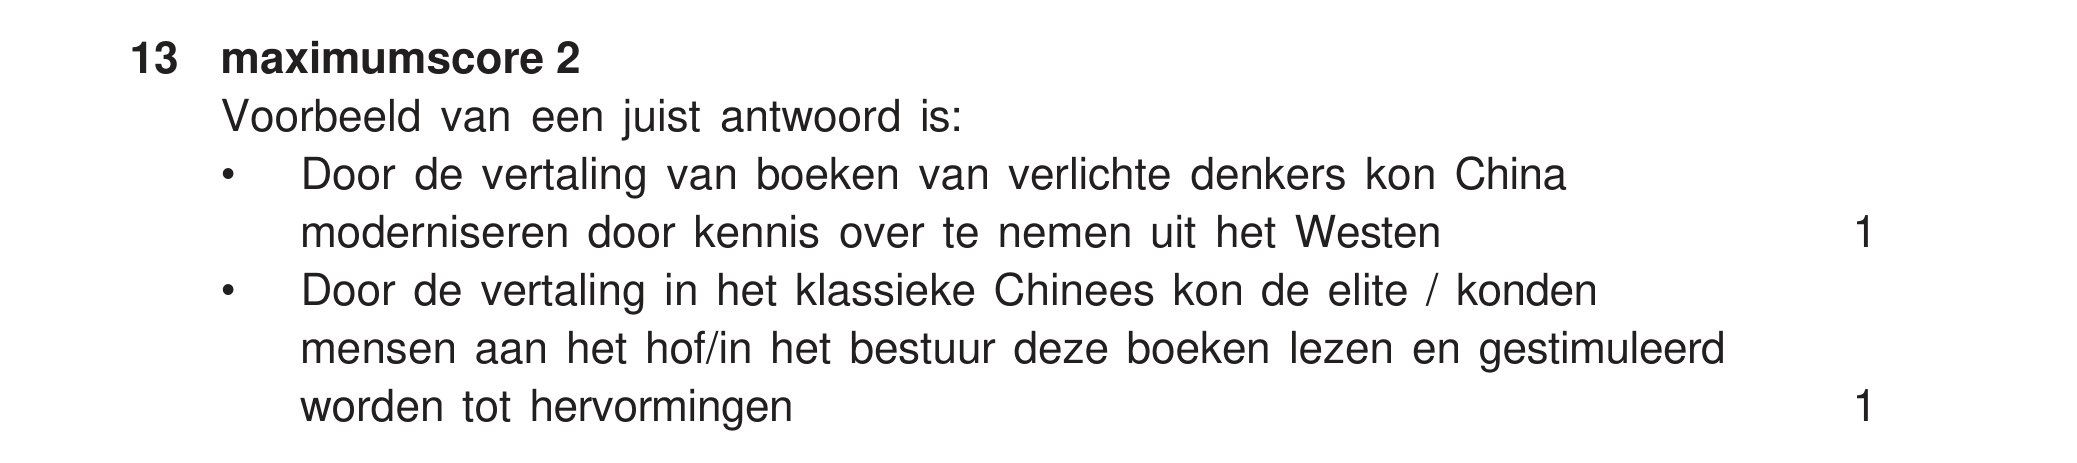 13 maximumscore 2
Voorbeeld van een juist antwoord is:
• Door de vertaling van boeken van verlichte denkers kon China
moderniseren door kennis over te nemen uit het Westen 1
• Door de vertaling in het klassieke Chinees kon de elite / konden
mensen aan het hof/in het bestuur deze boeken lezen en gestimuleerd
worden tot hervormingen 1